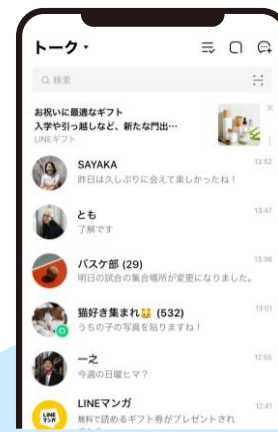 トーク
検索
お祝いに最適なギフト
入学や引っ越しなど、新たな門出…
LINEギフト
SAYAKA
13:52
昨日は久しぶりに会えて楽しかったね！
とも
13:47
了解です
バスケ部 (29)
13:38
明日の試合の集合場所が変更になりました。
猫好き集まれ🐱 (532)
13:01
うちの子の写真を貼りますね！
一之
12:55
今週の日曜ヒマ？
LINEマンガ
12:41
無料で読めるギフト券がプレゼントされ
LINE
マンガ